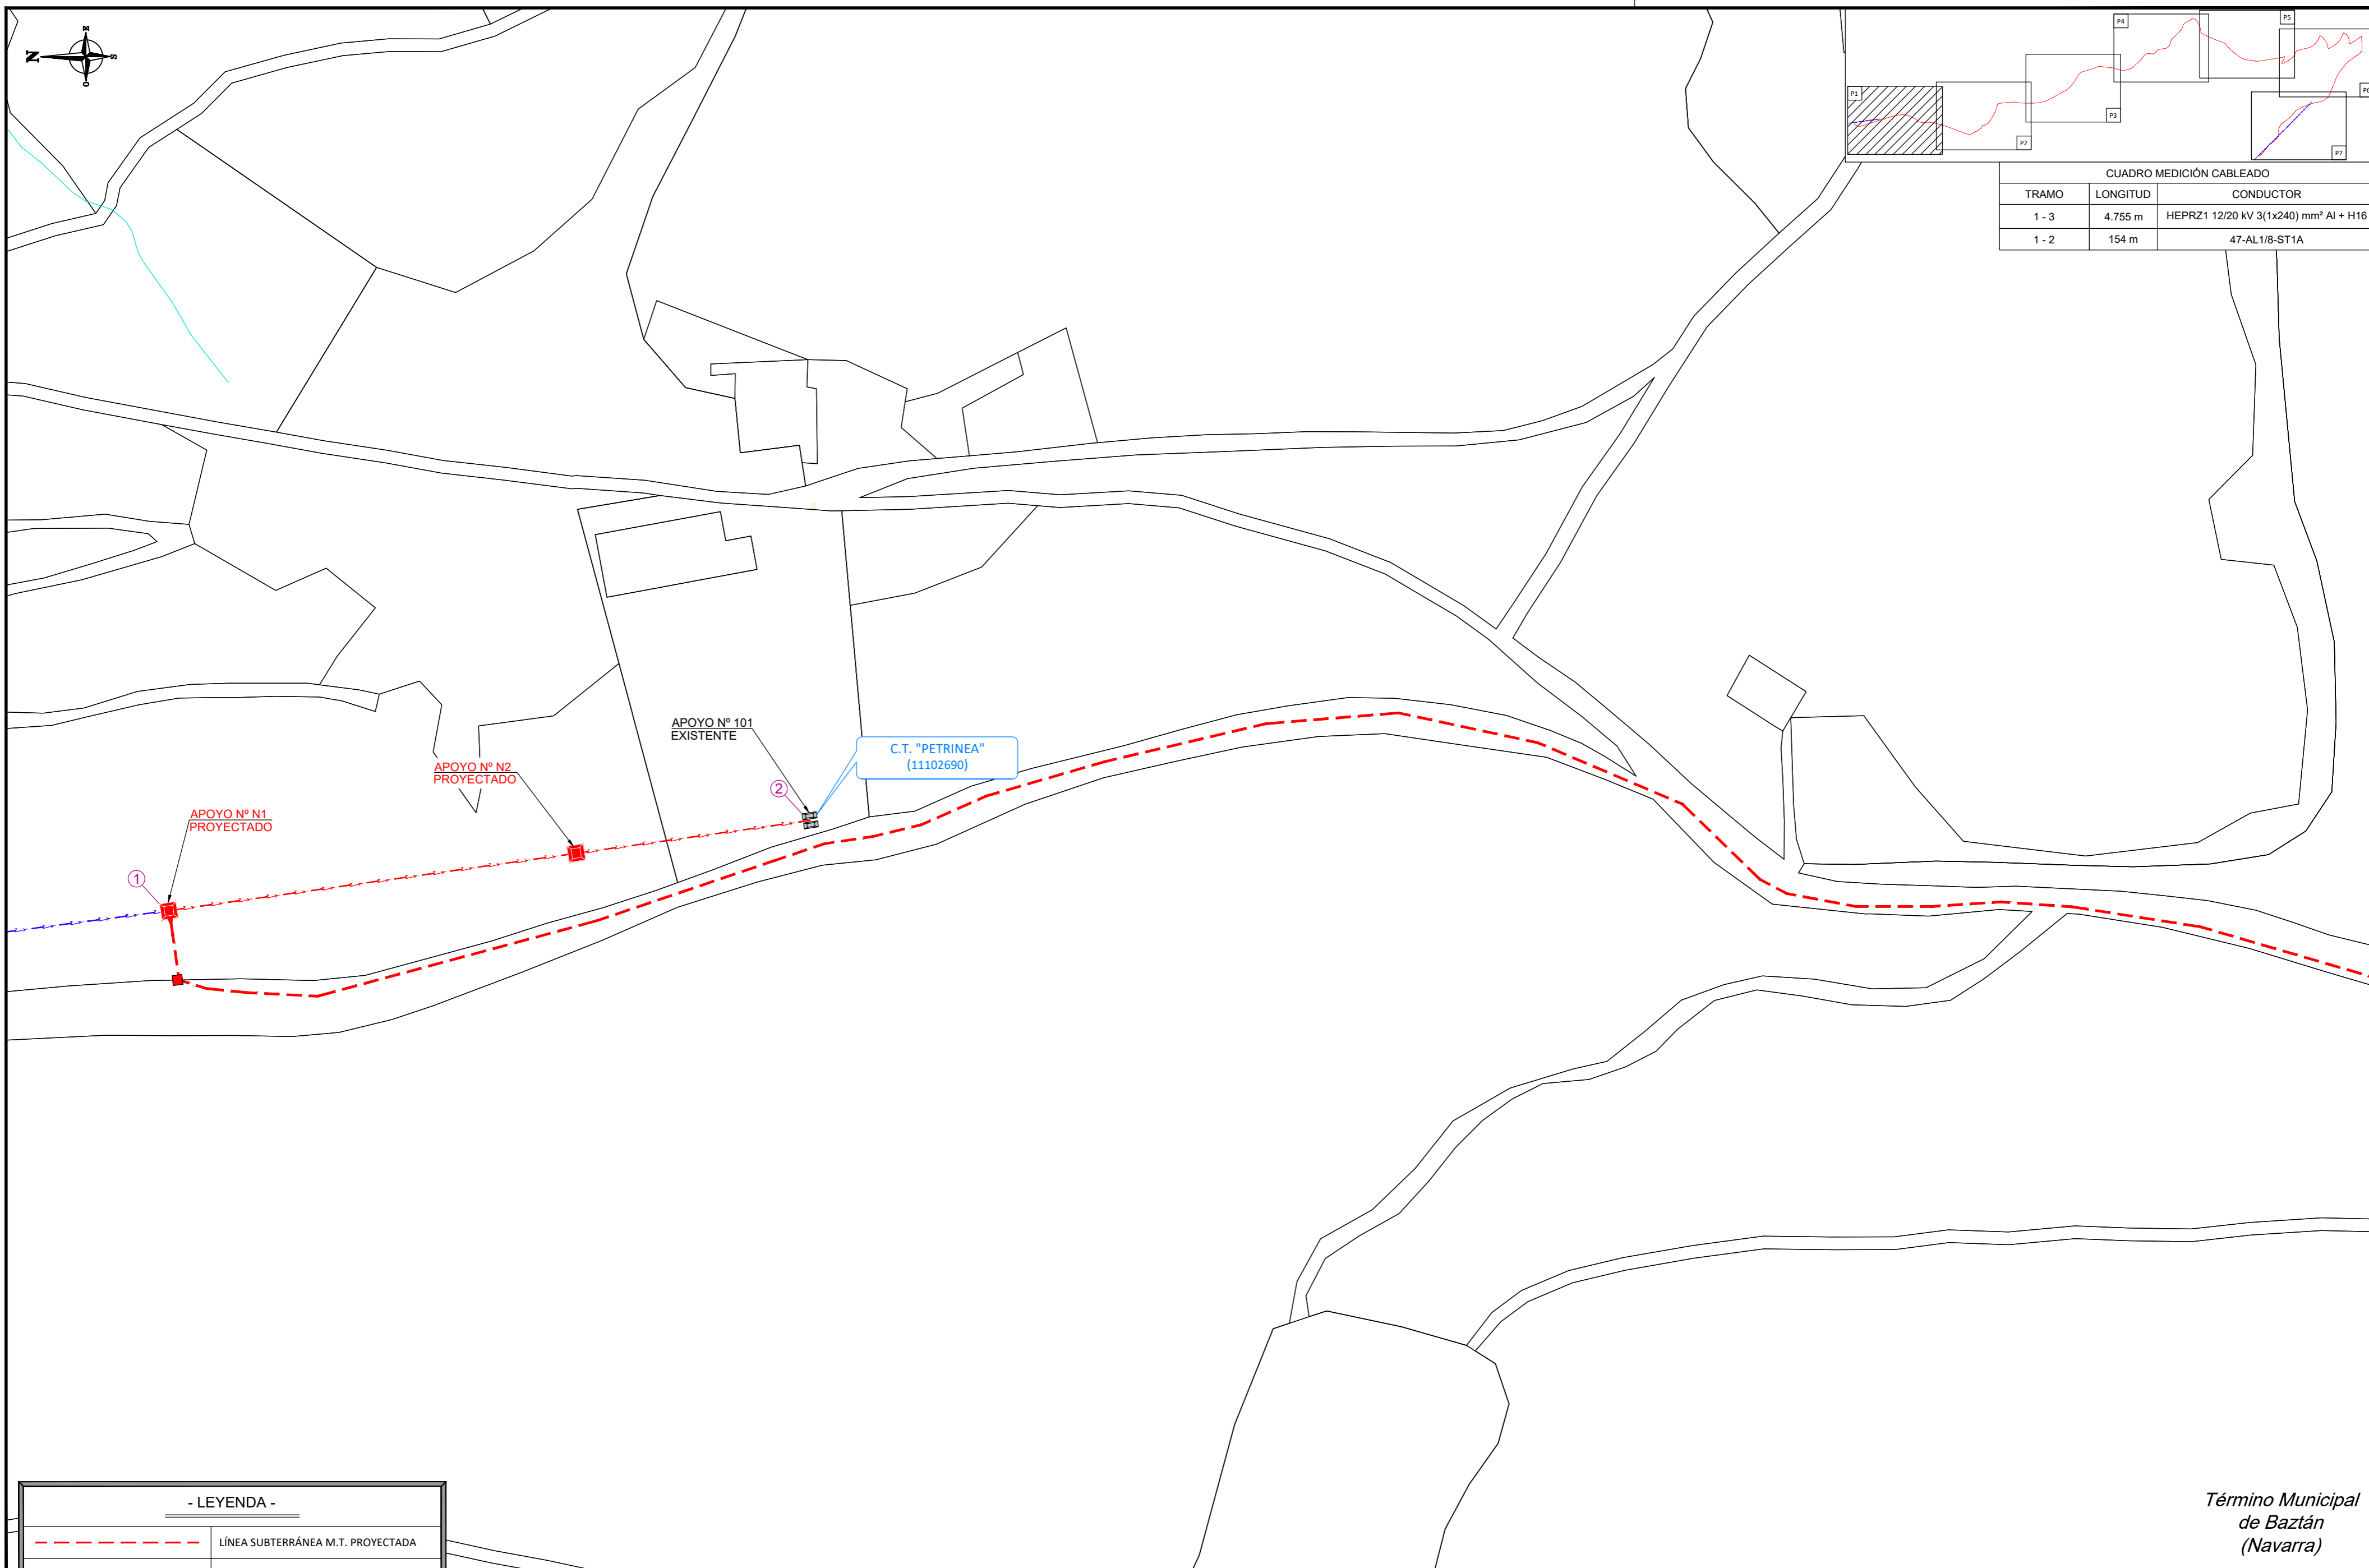 N
E
S
O
P1
P2
P3
P4
P5
P6
P7
CUADRO MEDICIÓN CABLEADO
TRAMO LONGITUD CONDUCTOR
1 - 3 4.755 m HEPRZ1 12/20 kV 3(1x240) mm² Al + H16
1 - 2 154 m 47-AL1/8-ST1A
APOYO Nº 101
EXISTENTE
C.T. "PETRINEA"
(11102690)
2
APOYO Nº N2
PROYECTADO
APOYO Nº N1
PROYECTADO
1
- LEYENDA -
LÍNEA SUBTERRÁNEA M.T. PROYECTADA
Término Municipal
de Baztán
(Navarra)